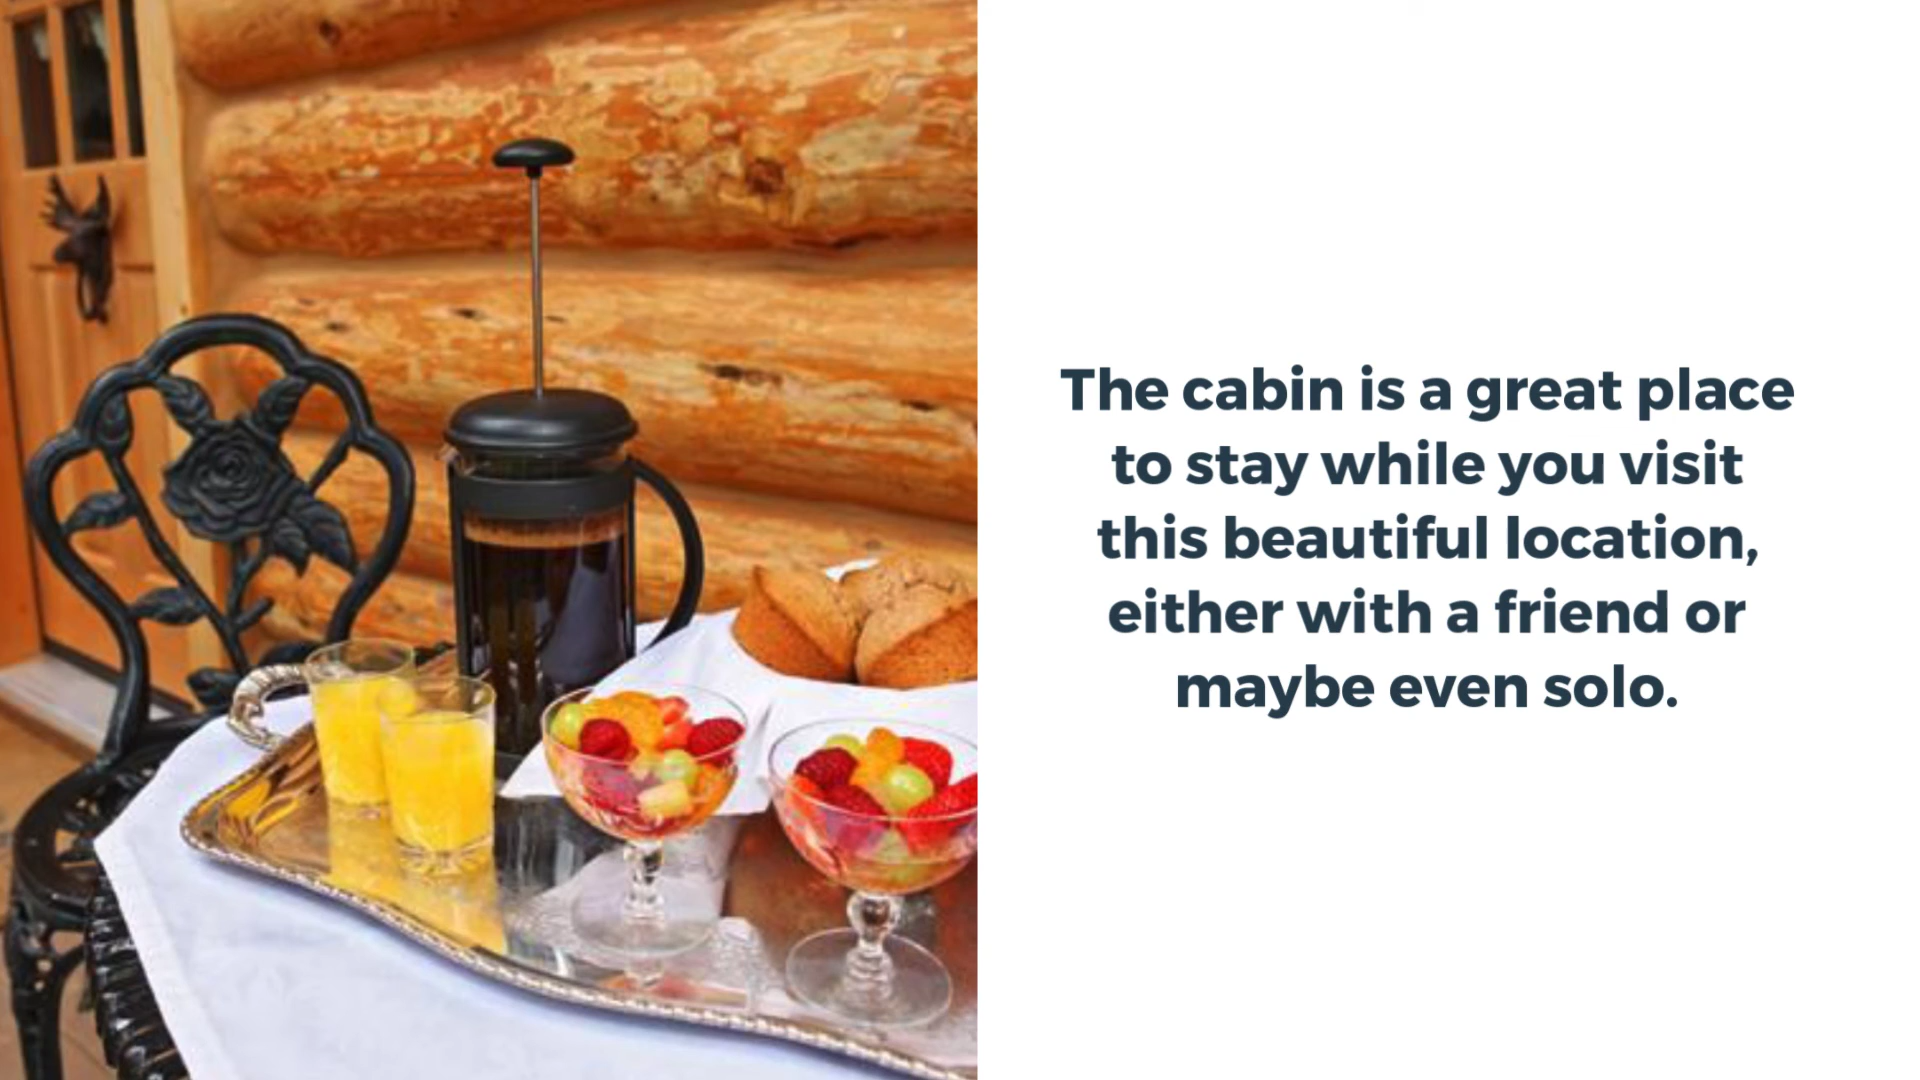 The cabin is a great place
to stay while you visit
this beautiful location,
either with a friend or
maybe even solo.